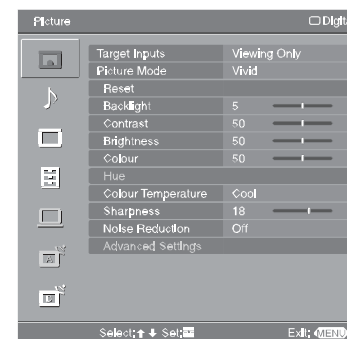 Picture Digit
Target Inputs Viewing Only
Picture Mode Vivid
Reset
Backlight 5
Contrast 50
Brightness 50
Colour 50
Hue
Colour Temperature Cool
Sharpness 18
Noise Reduction Off
Advanced Settings
Select: Set: Exit: MENU